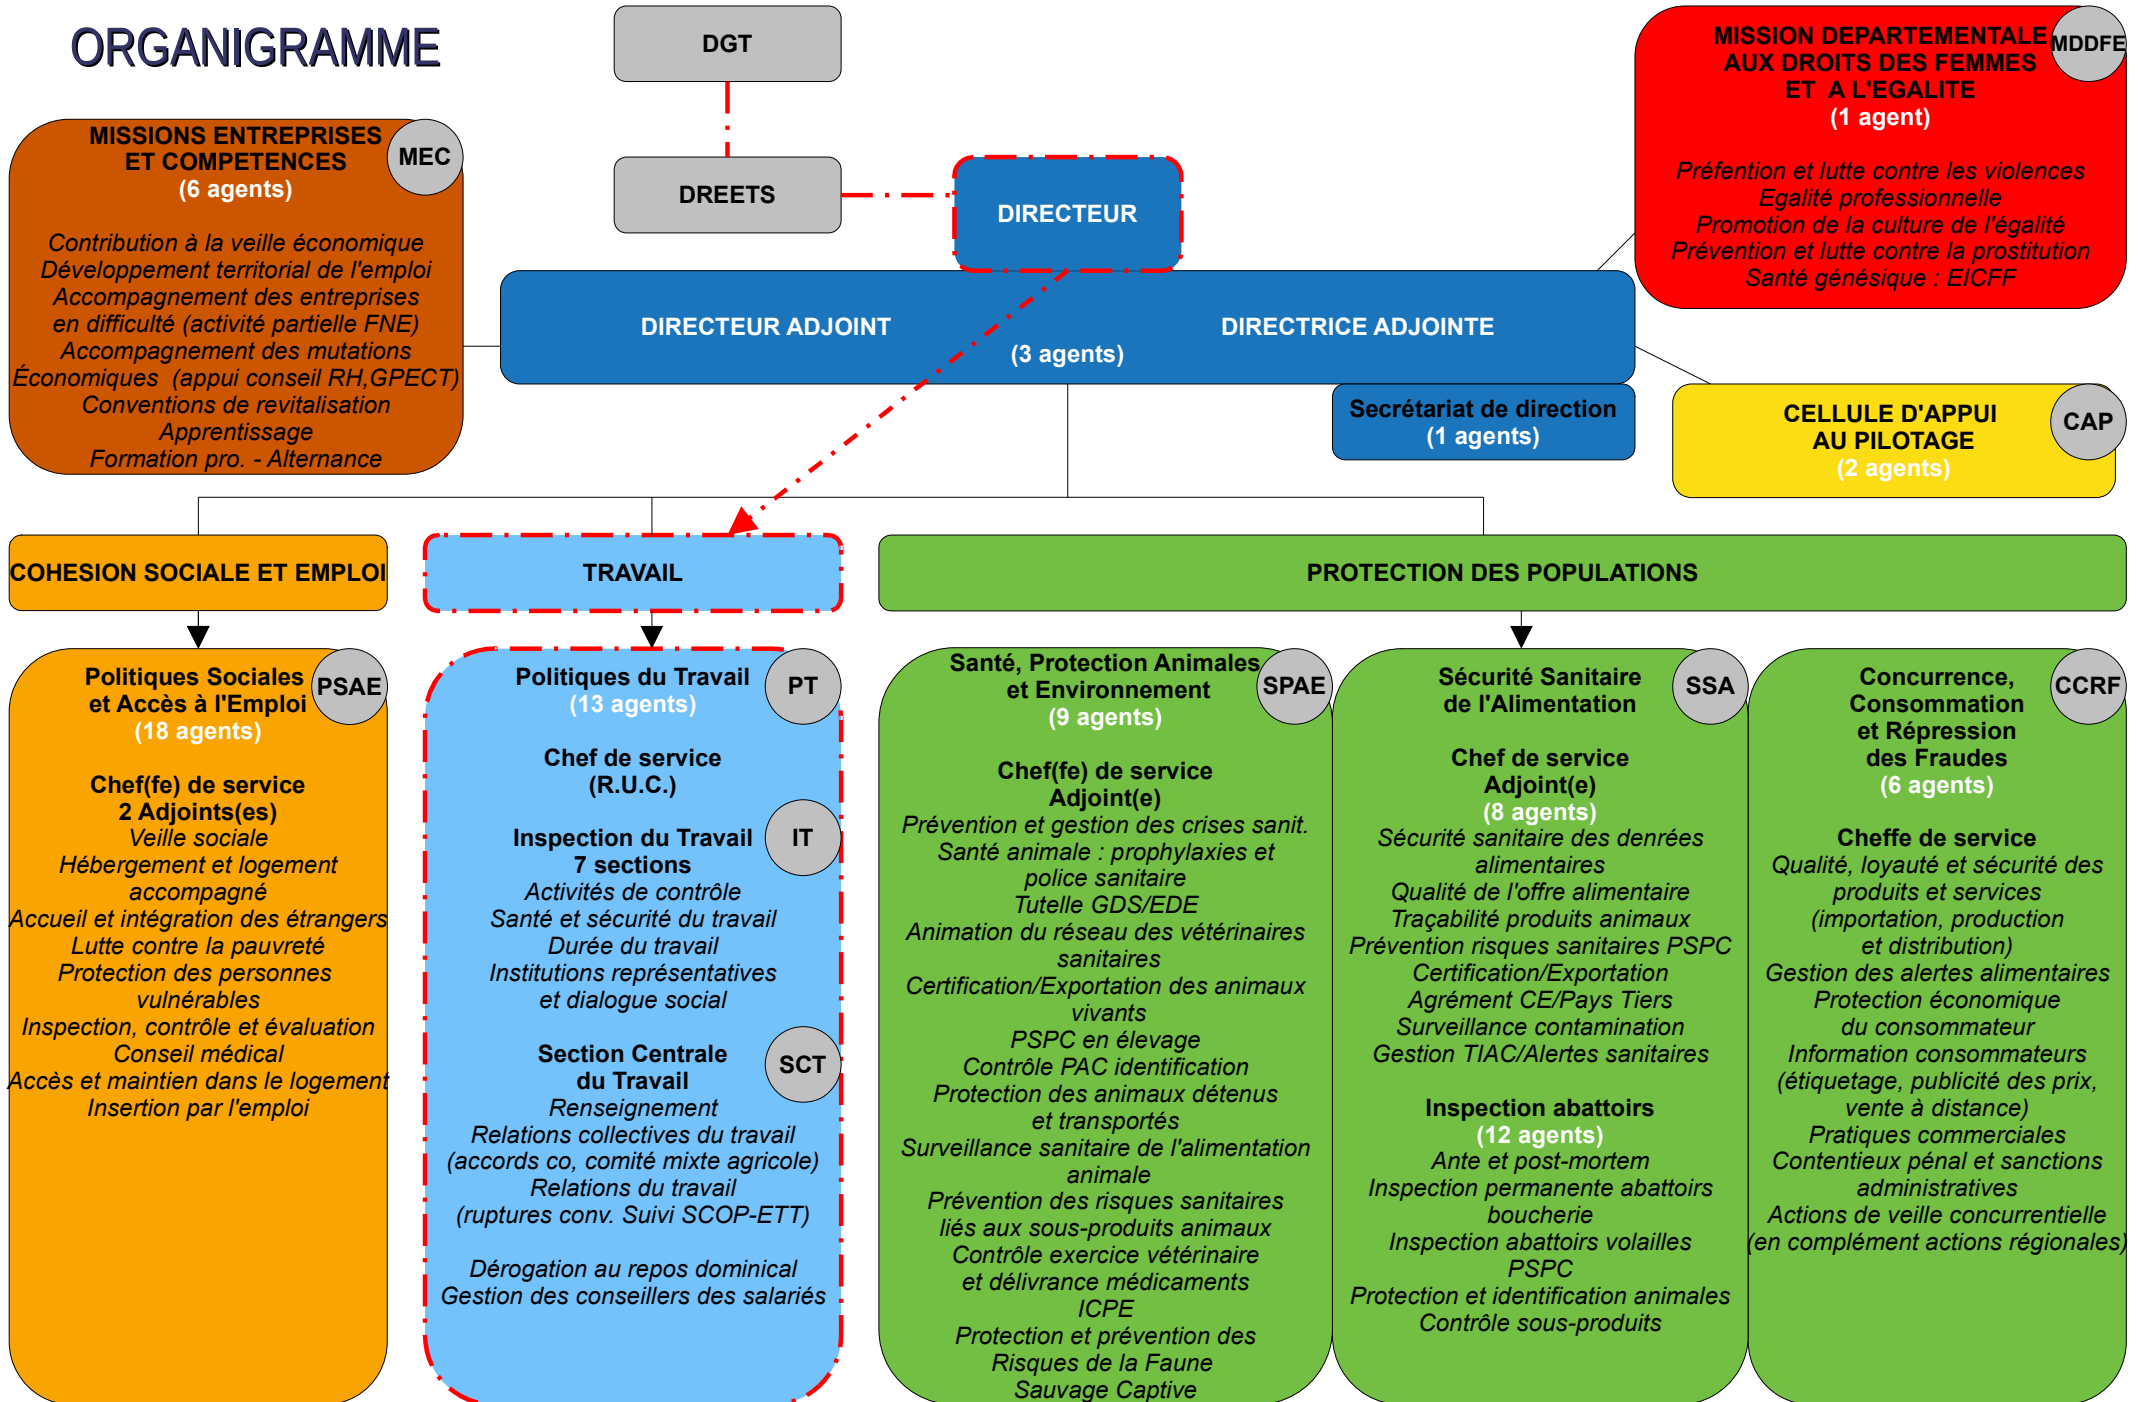 ORGANIGRAMME
DGT
DREETS
DIRECTEUR
MISSION DEPARTEMENTALE
AUX DROITS DES FEMMES
ET A L'EGALITE
(1 agent)
MDDFE
Préfention et lutte contre les violences
Egalité professionnelle
Promotion de la culture de l'égalité
Prévention et lutte contre la prostitution
Santé génésique : EICFF
MISSIONS ENTREPRISES
ET COMPETENCES
(6 agents)
MEC
Contribution à la veille économique
Développement territorial de l'emploi
Accompagnement des entreprises
en difficulté (activité partielle FNE)
Accompagnement des mutations
Économiques (appui conseil RH,GPECT)
Conventions de revitalisation
Apprentissage
Formation pro. - Alternance
DIRECTEUR ADJOINT
DIRECTRICE ADJOINTE
(3 agents)
Secrétariat de direction
(1 agents)
CELLULE D'APPUI
AU PILOTAGE
(2 agents)
CAP
COHESION SOCIALE ET EMPLOI
TRAVAIL
PROTECTION DES POPULATIONS
Politiques Sociales
et Accès à l'Emploi
(18 agents)
PSAE
Chef(fe) de service
2 Adjoints(es)
Veille sociale
Hébergement et logement
accompagné
Accueil et intégration des étrangers
Lutte contre la pauvreté
Protection des personnes
vulnérables
Inspection, contrôle et évaluation
Conseil médical
Accès et maintien dans le logement
Insertion par l'emploi
Politiques du Travail
(13 agents)
PT
Chef de service
(R.U.C.)
Inspection du Travail
7 sections
IT
Activités de contrôle
Santé et sécurité du travail
Durée du travail
Institutions représentatives
et dialogue social
Section Centrale
du Travail
SCT
Renseignement
Relations collectives du travail
(accords co, comité mixte agricole)
Relations du travail
(ruptures conv. Suivi SCOP-ETT)
Dérogation au repos dominical
Gestion des conseillers des salariés
Santé, Protection Animales
et Environnement
(9 agents)
SPAE
Chef(fe) de service
Adjoint(e)
Prévention et gestion des crises sanit.
Santé animale : prophylaxies et
police sanitaire
Tutelle GDS/EDE
Animation du réseau des vétérinaires
sanitaires
Certification/Exportation des animaux
vivants
PSPC en élevage
Contrôle PAC identification
Protection des animaux détenus
et transportés
Surveillance sanitaire de l'alimentation
animale
Prévention des risques sanitaires
liés aux sous-produits animaux
Contrôle exercice vétérinaire
et délivrance médicaments
ICPE
Protection et prévention des
Risques de la Faune
Sauvage Captive
Sécurité Sanitaire
de l'Alimentation
SSA
Chef de service
Adjoint(e)
(8 agents)
Sécurité sanitaire des denrées
alimentaires
Qualité de l'offre alimentaire
Traçabilité produits animaux
Prévention risques sanitaires PSPC
Certification/Exportation
Agrément CE/Pays Tiers
Surveillance contamination
Gestion TIAC/Alertes sanitaires
Inspection abattoirs
(12 agents)
Ante et post-mortem
Inspection permanente abattoirs
boucherie
Inspection abattoirs volailles
PSPC
Protection et identification animales
Contrôle sous-produits
Concurrence,
Consommation
et Répression
des Fraudes
(6 agents)
CCRF
Cheffe de service
Qualité, loyauté et sécurité des
produits et services
(importation, production
et distribution)
Gestion des alertes alimentaires
Protection économique
du consommateur
Information consommateurs
(étiquetage, publicité des prix,
vente à distance)
Pratiques commerciales
Contentieux pénal et sanctions
administratives
Actions de veille concurrentielle
(en complément actions régionales)